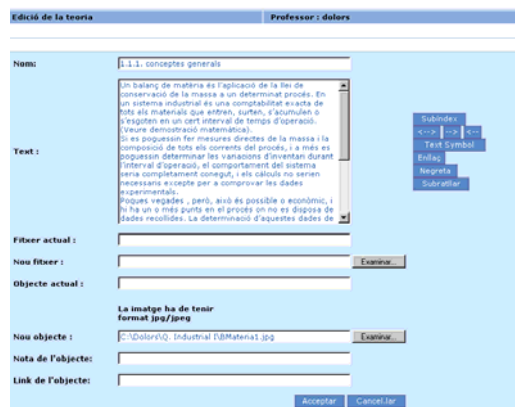 Edició de la teoria Professor : dolors
Nom: 1.1.1. conceptes generals
Text :
Un balanç de matèria és l'aplicació de la llei de
conservació de la massa a un determinat procés. En
un sistema industrial és una comptabilitat exacta de
tots els materials que entren, surten, s'acumulen o
s'esgoten en un cert interval de temps d'operació.
(Veure demostració matemàtica).
Si es poguessin fer mesures directes de la massa i la
composició de tots els corrents del procés, i a més es
poguessin determinar les variacions d'inventari durant
l'interval d'operació, el comportament del sistema
seria completament conegut, i els càlculs no serien
necessaris excepte per a comprovar les dades
experimentals.
Poques vegades , però, això és possible o econòmic, i
hi ha un o més punts en el procés on no es disposa de
dades recollides. La determinació d'aquestes dades de
Subíndex
<--> --> <--
Test Symbol
Enllaç
Negreta
Subratllar
Fitxer actual :
Nou fitxer : Examinar...
Objecte actual :
La imatge ha de tenir
format jpg/jpeg
Nou objecte : C:\Dolors\Q. Industrial I\BMateria1.jpg Examinar...
Nota de l'objecte:
Link de l'objecte:
Acceptar Cancel.lar